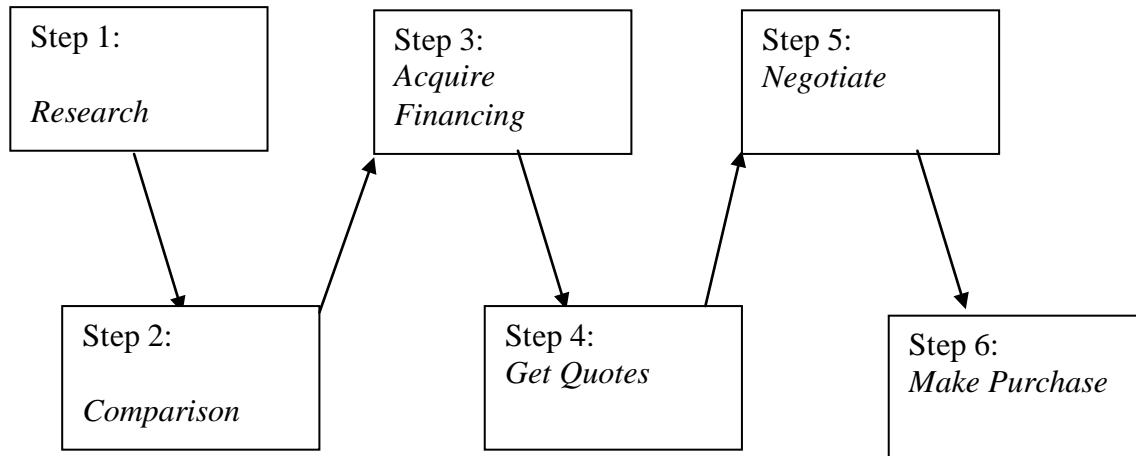 Step 1:
Research
Step 2:
Comparison
Step 3:
Acquire
Financing
Step 4:
Get Quotes
Step 5:
Negotiate
Step 6:
Make Purchase